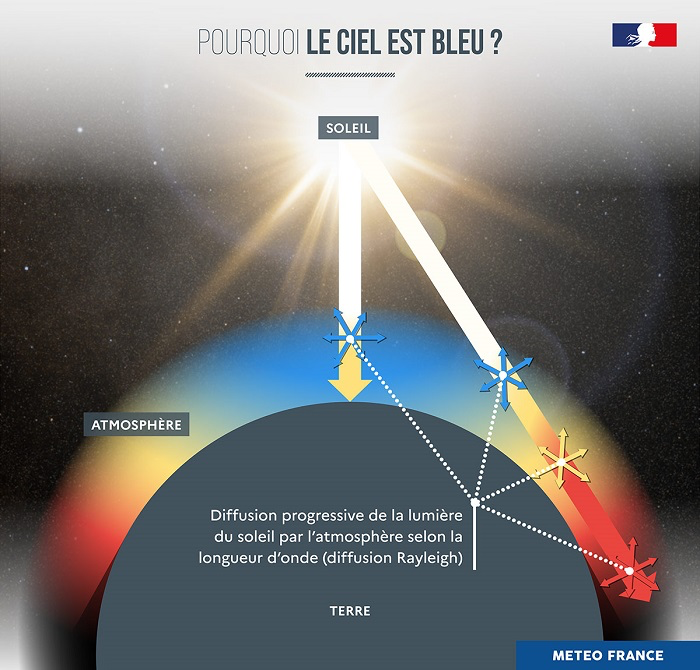 POURQUOI LE CIEL EST BLEU ?
SOLEIL
ATMOSPHÈRE
Diffusion progressive de la lumière
du soleil par l'atmosphère selon la
longueur d'onde (diffusion Rayleigh)
TERRE
METEO FRANCE